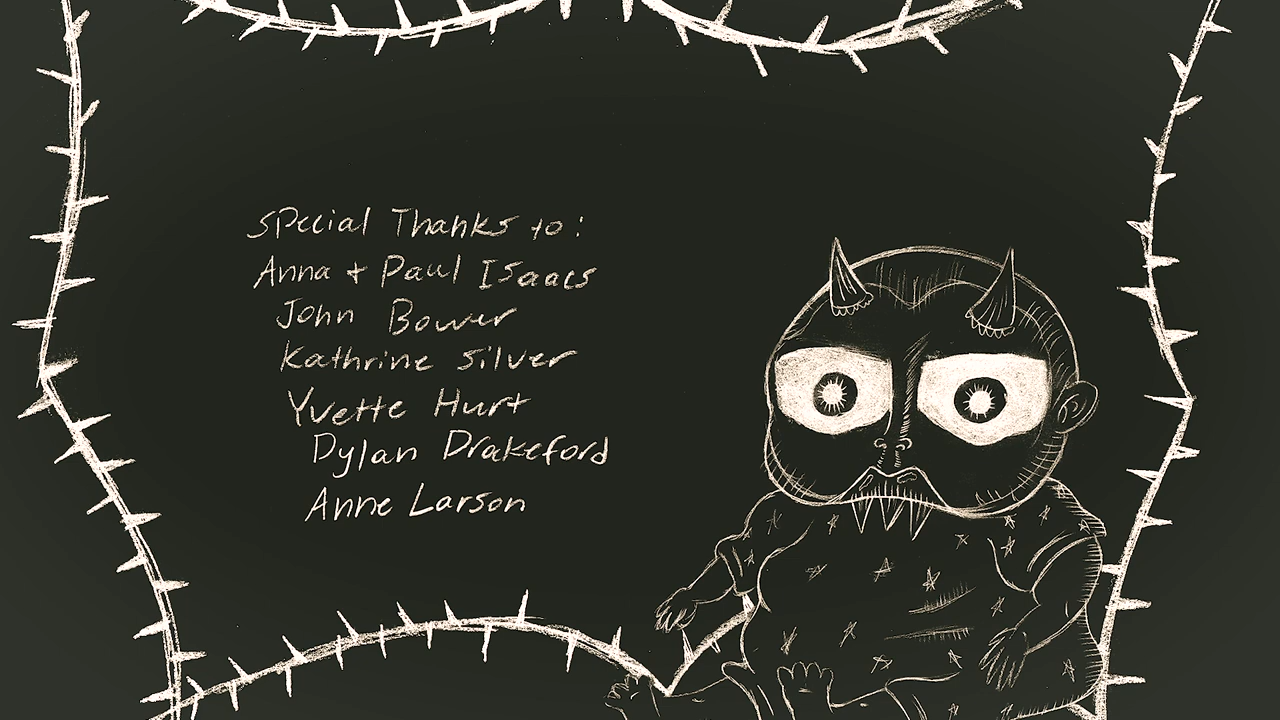 Special Thanks to:
Anna + Paul Isaacs
John Bower
Kathrine Silver
Yvette Hurt
Dylan Drakeford
Anne Larson